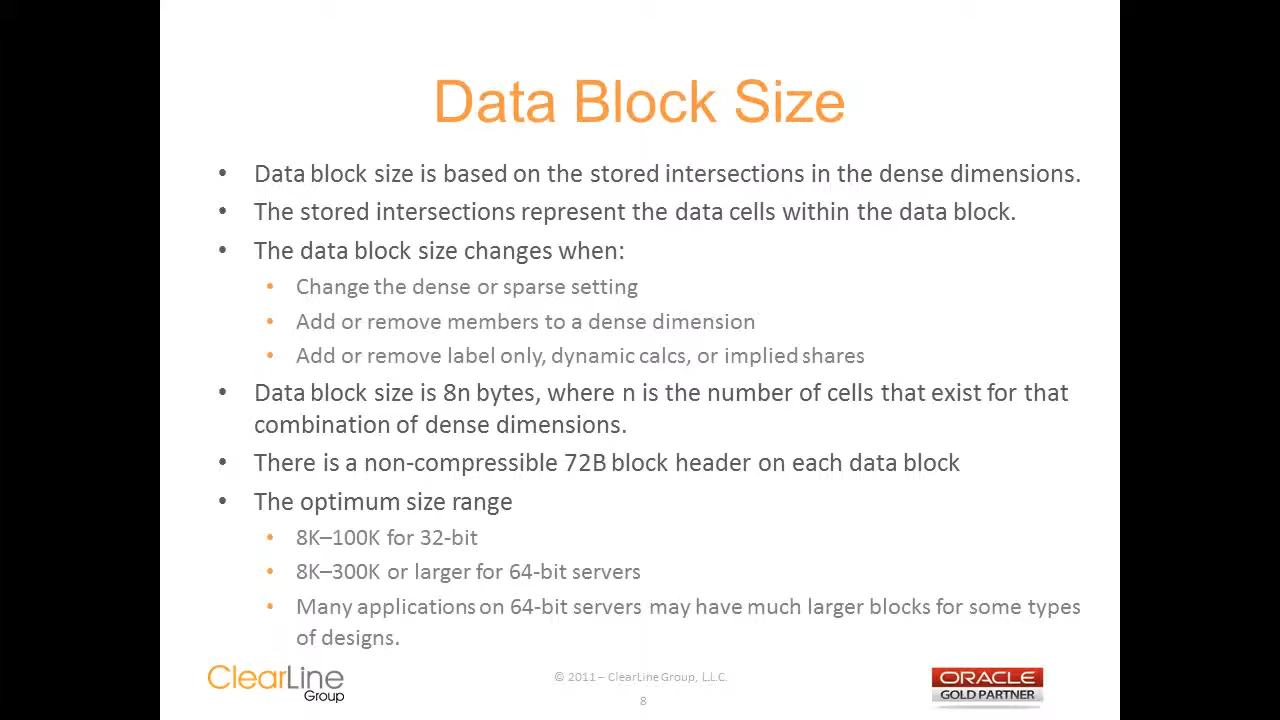 Data Block Size
• Data block size is based on the stored intersections in the dense dimensions.
• The stored intersections represent the data cells within the data block.
• The data block size changes when:
• Change the dense or sparse setting
• Add or remove members to a dense dimension
• Add or remove label only, dynamic calcs, or implied shares
• Data block size is 8n bytes, where n is the number of cells that exist for that
combination of dense dimensions.
• There is a non-compressible 72B block header on each data block
• The optimum size range
• 8K–100K for 32-bit
• 8K–300K or larger for 64-bit servers
• Many applications on 64-bit servers may have much larger blocks for some types
of designs.
ClearLine
Group
© 2011 – ClearLine Group, L.L.C.
8
ORACLE
GOLD PARTNER